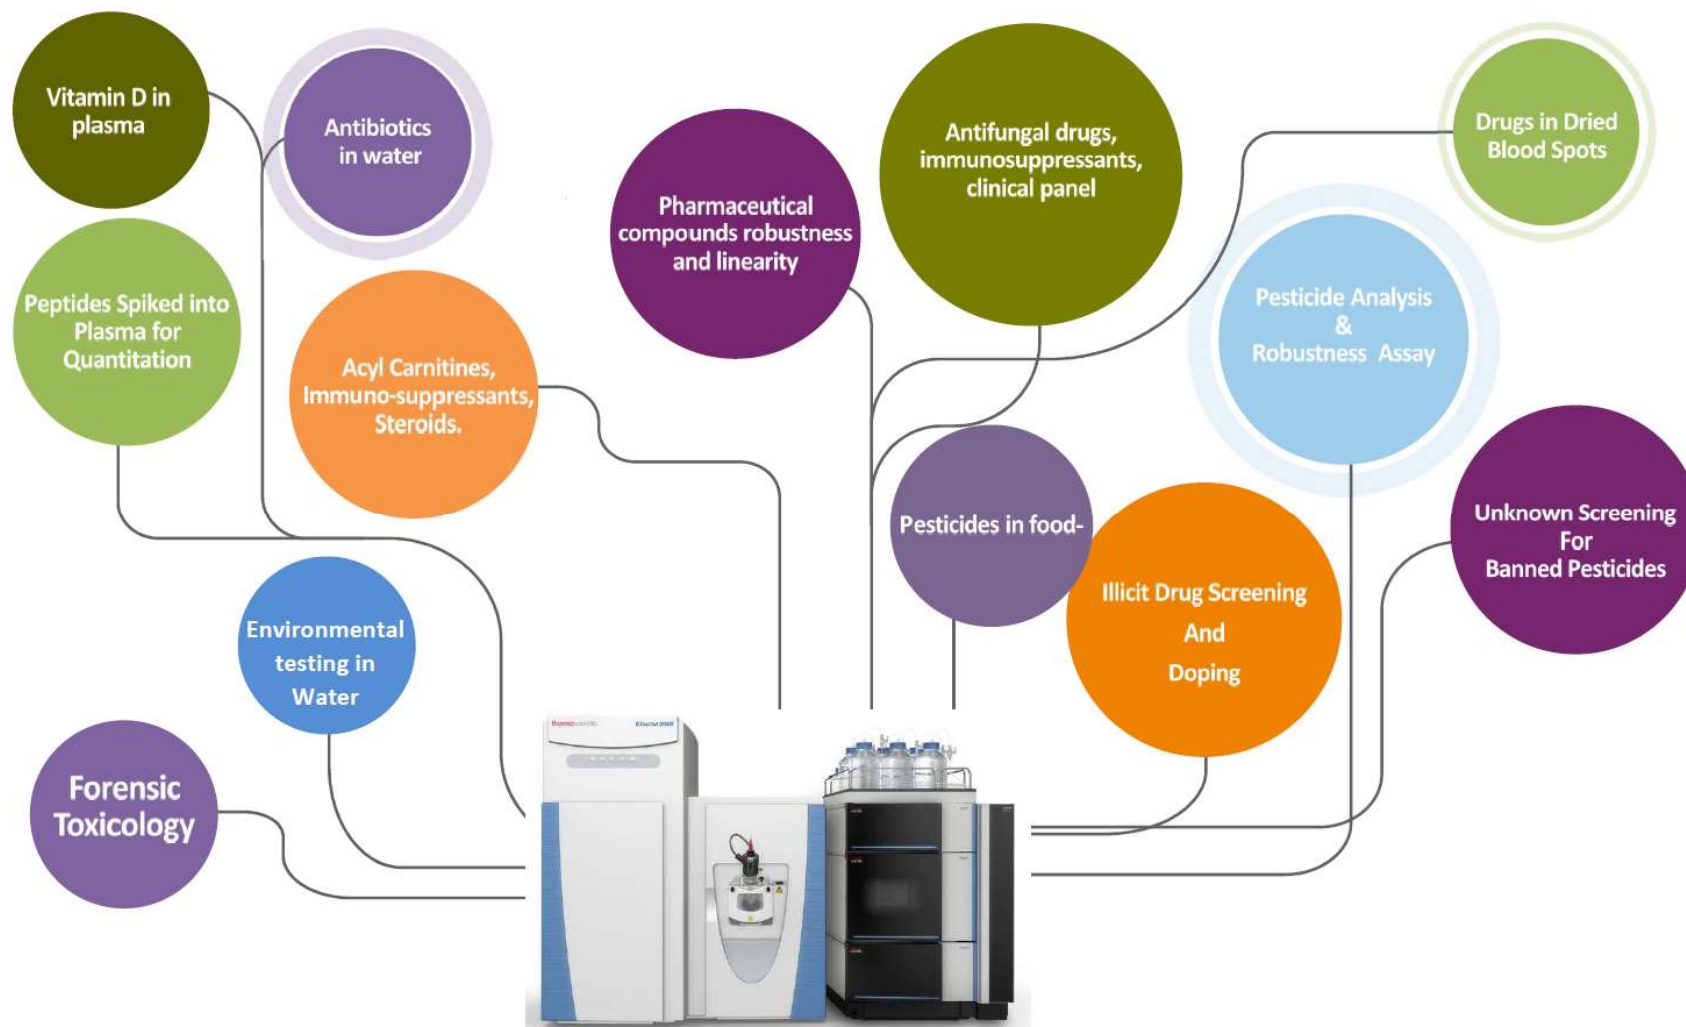 Vitamin D in
plasma
Antibiotics
in water
Pharmaceutical
compounds robustness
and linearity
Antifungal drugs,
immunosuppressants,
clinical panel
Drugs in Dried
Blood Spots
Peptides Spiked into
Plasma for
Quantitation
Acyl Carnitines,
Immuno-suppressants,
Steroids.
Pesticide Analysis
&
Robustness Assay
Pesticides in food-
Unknown Screening
For
Banned Pesticides
Illicit Drug Screening
And
Doping
Environmental
testing in
Water
Forensic
Toxicology
thermo scientific